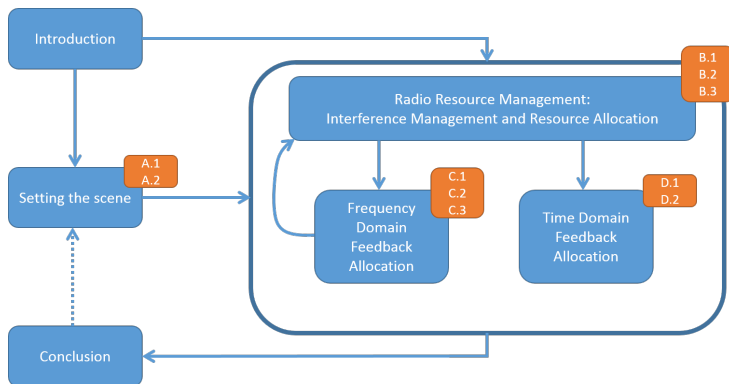 Introduction
B.1
B.2
B.3
Radio Resource Management:
Interference Management and Resource Allocation
A.1
A.2
Setting the scene
C.1
C.2
C.3
Frequency
Domain
Feedback
Allocation
D.1
D.2
Time Domain
Feedback
Allocation
Conclusion